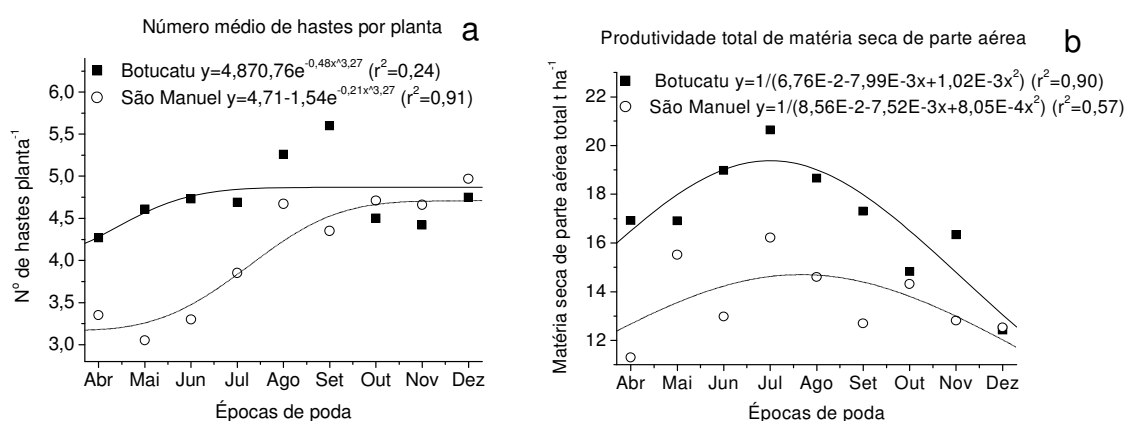 Número médio de hastes por planta
a
Botucatu y=4,870,76e^-0,48x^3,27 (r²=0,24)
São Manuel y=4,71-1,54e^-0,21x^3,27 (r²=0,91)
Nº de hastes planta⁻¹
6,0
5,5
5,0
4,5
4,0
3,5
3,0
Abr Mai Jun Jul Ago Set Out Nov Dez
Épocas de poda
Produtividade total de matéria seca de parte aérea
b
Botucatu y=1/(6,76E-2-7,99E-3x+1,02E-3x²) (r²=0,90)
São Manuel y=1/(8,56E-2-7,52E-3x+8,05E-4x²) (r²=0,57)
Matéria seca de parte aérea total t ha⁻¹
22
20
18
16
14
12
Abr Mai Jun Jul Ago Set Out Nov Dez
Épocas de poda